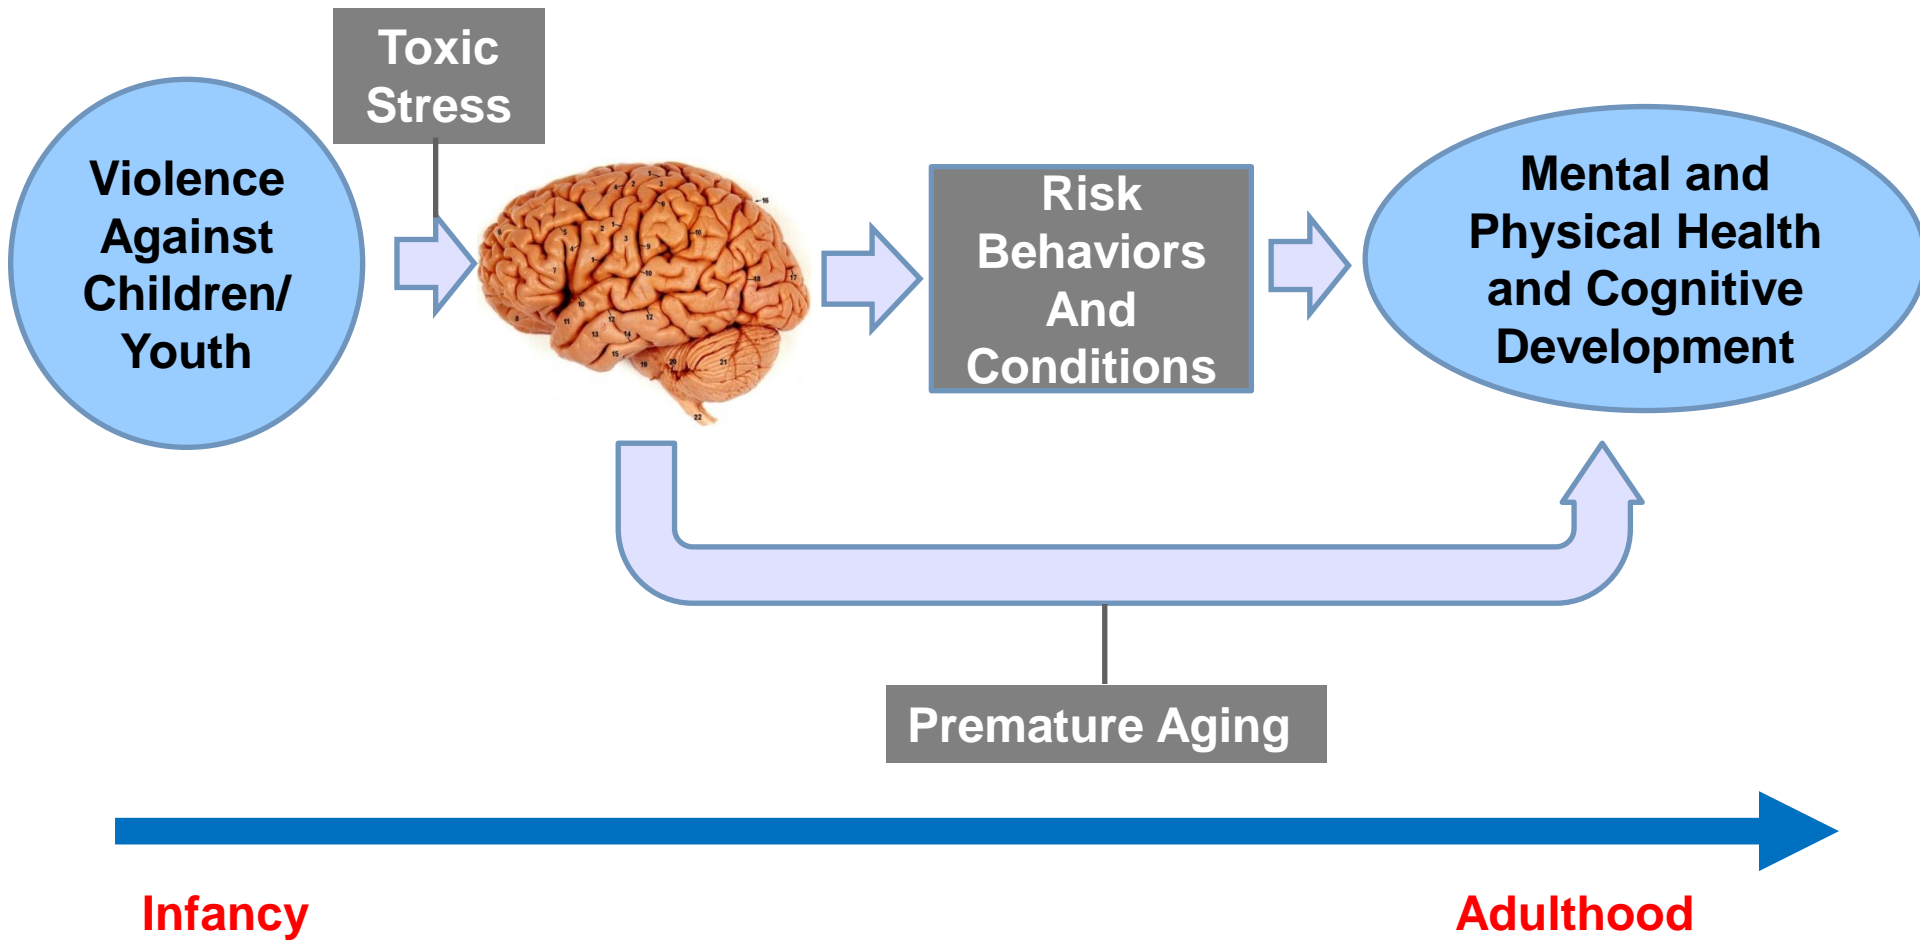 Toxic
Stress
Violence
Against
Children/
Youth
Risk
Behaviors
And
Conditions
Mental and
Physical Health
and Cognitive
Development
Premature Aging
Infancy
Adulthood